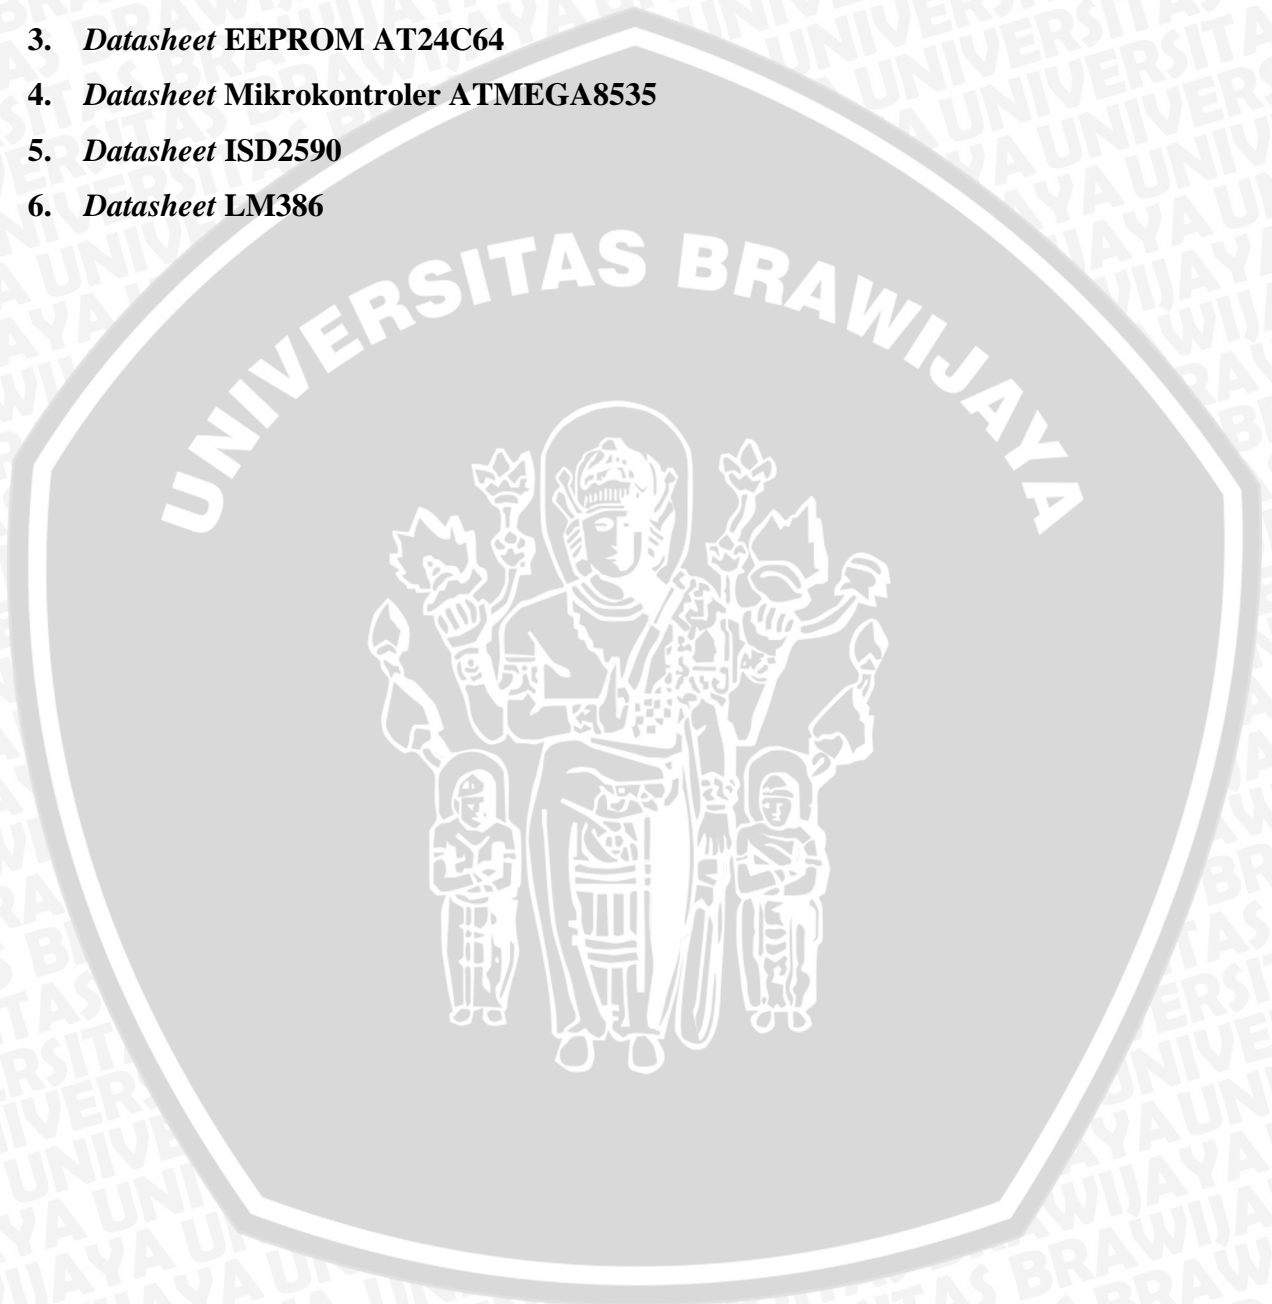 3. Datasheet EEPROM AT24C64
4. Datasheet Mikrokontroler ATMEGA8535
5. Datasheet ISD2590
6. Datasheet LM386
UNIVERSITAS BRAWIJAYA